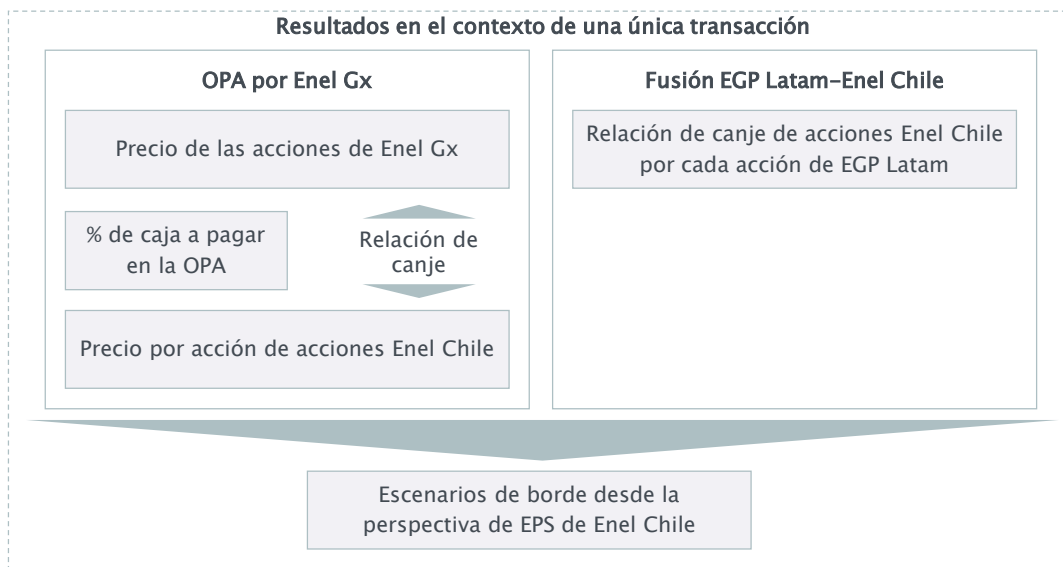 Resultados en el contexto de una única transacción
OPA por Enel Gx
Precio de las acciones de Enel Gx
% de caja a pagar
en la OPA
Relación de
canje
Precio por acción de acciones Enel Chile
Fusión EGP Latam-Enel Chile
Relación de canje de acciones Enel Chile
por cada acción de EGP Latam
Escenarios de borde desde la
perspectiva de EPS de Enel Chile